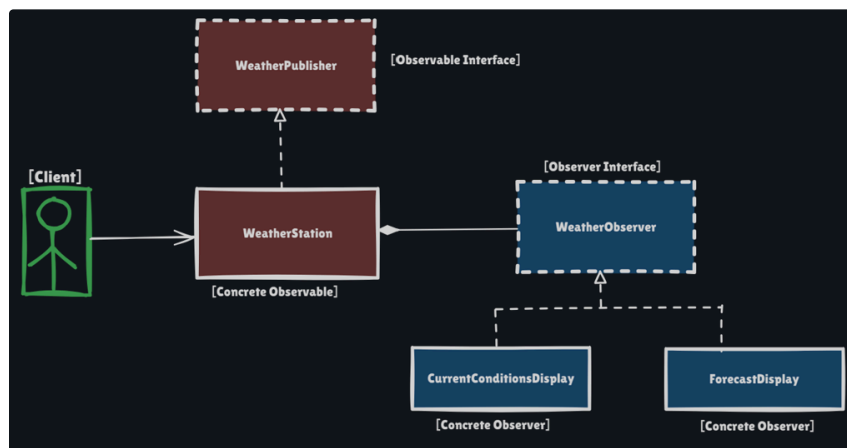 WeatherPublisher
[Observable Interface]
[Client]
WeatherStation
[Concrete Observable]
[Observer Interface]
WeatherObserver
CurrentConditionsDisplay
ForecastDisplay
[Concrete Observer]
[Concrete Observer]